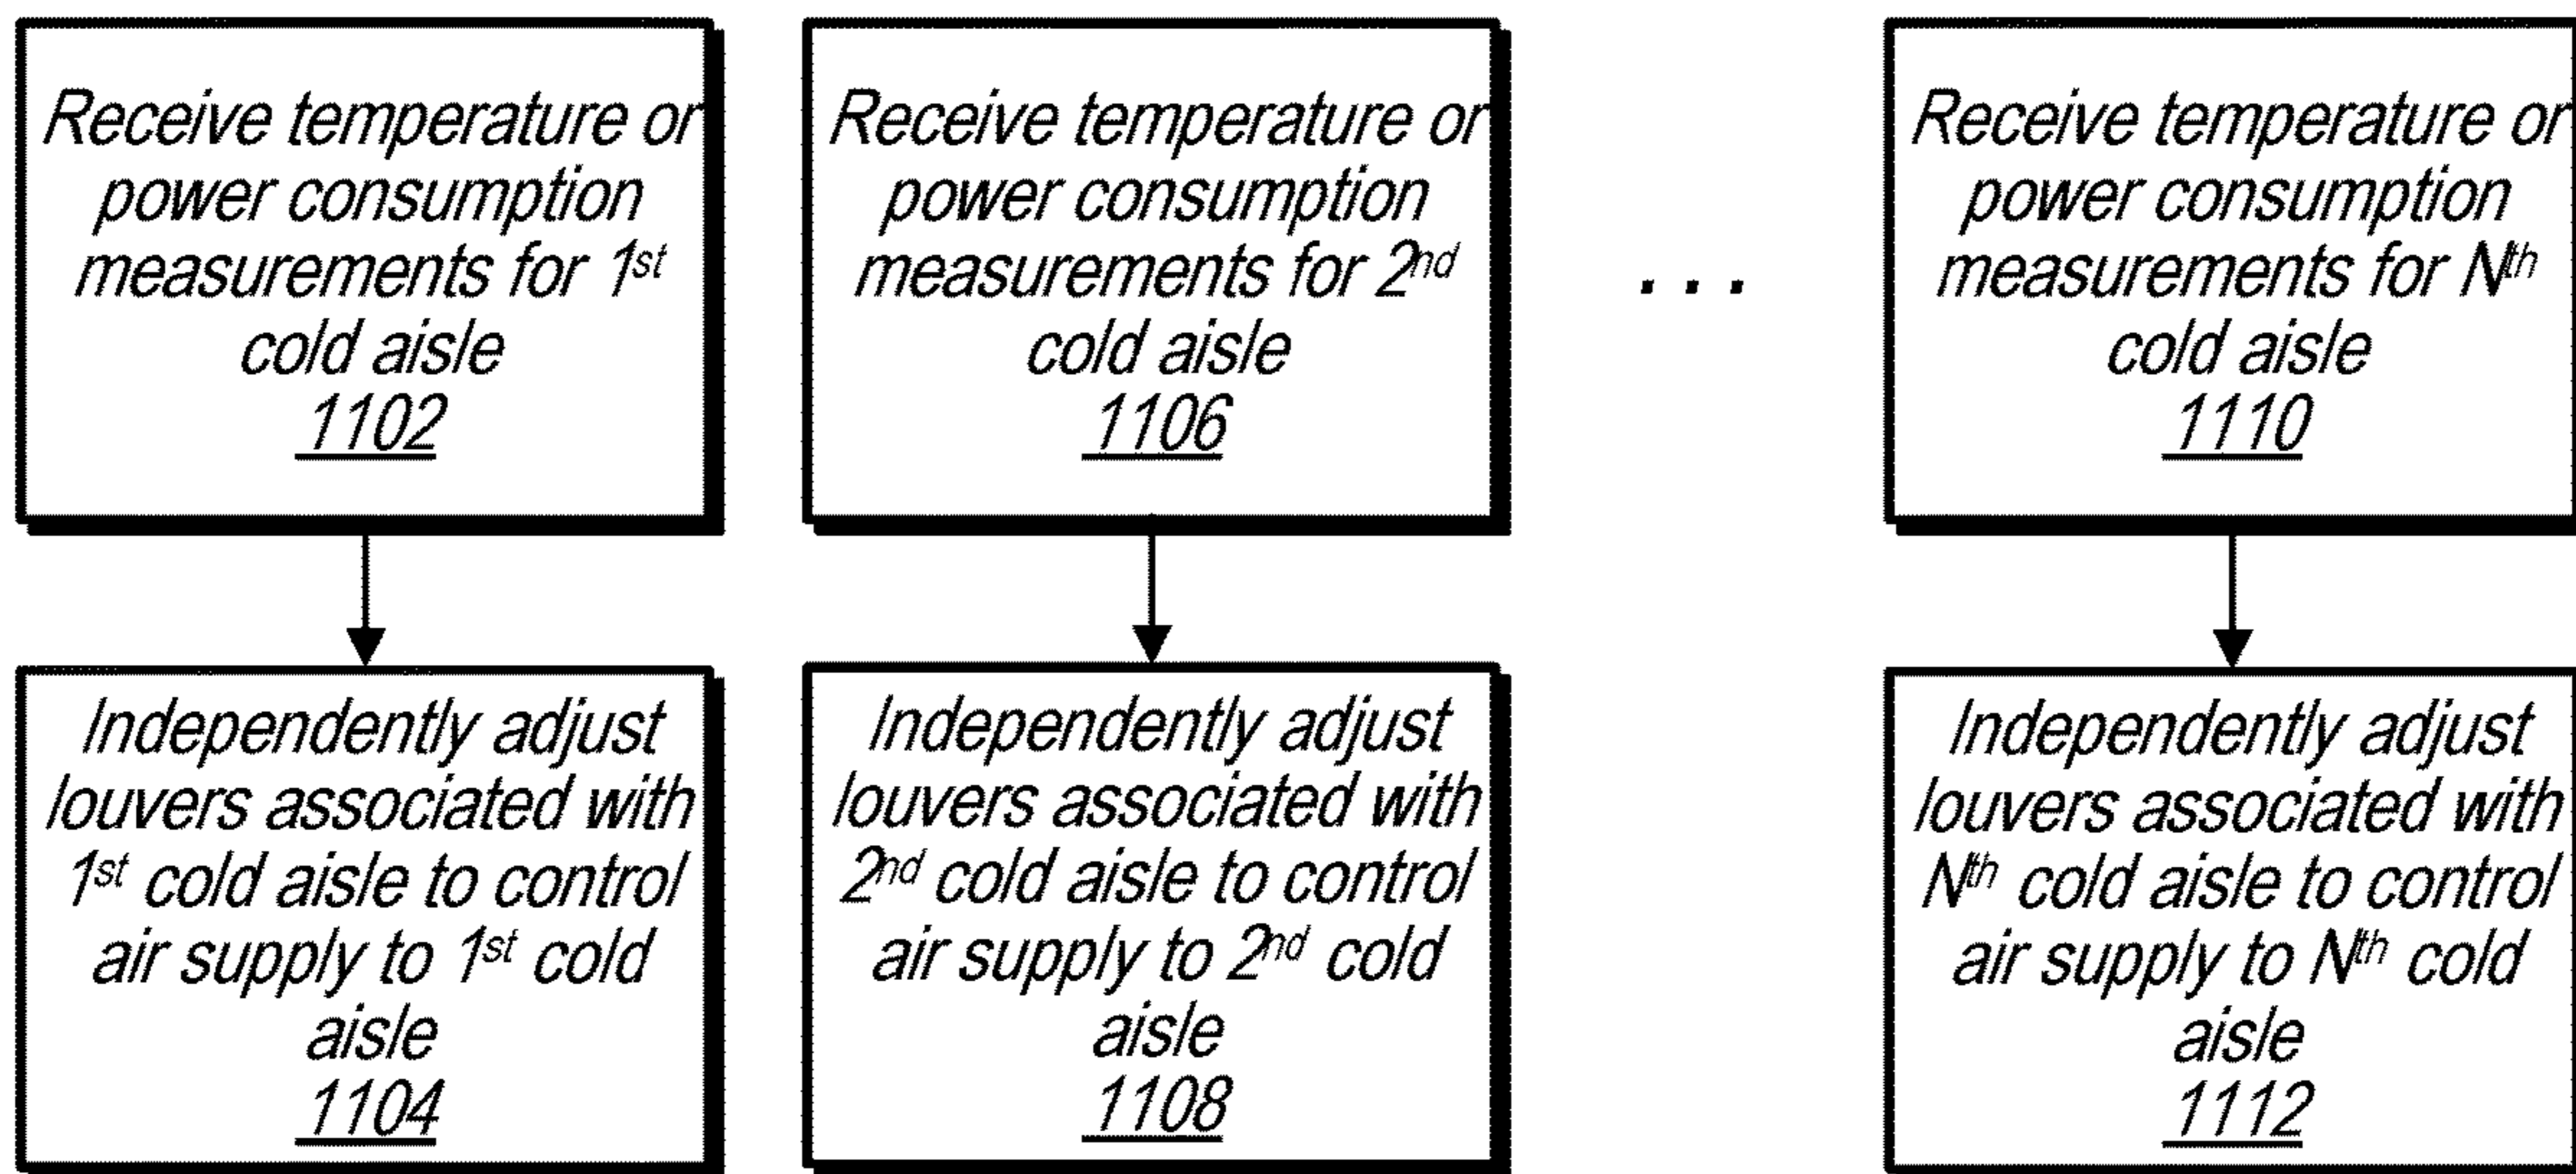 Receive temperature or
power consumption
measurements for 1st
cold aisle
1102
Receive temperature or
power consumption
measurements for 2nd
cold aisle
1106
. . .
Receive temperature or
power consumption
measurements for Nth
cold aisle
1110
Independently adjust
louvers associated with
1st cold aisle to control
air supply to 1st cold
aisle
1104
Independently adjust
louvers associated with
2nd cold aisle to control
air supply to 2nd cold
aisle
1108
Independently adjust
louvers associated with
Nth cold aisle to control
air supply to Nth cold
aisle
1112